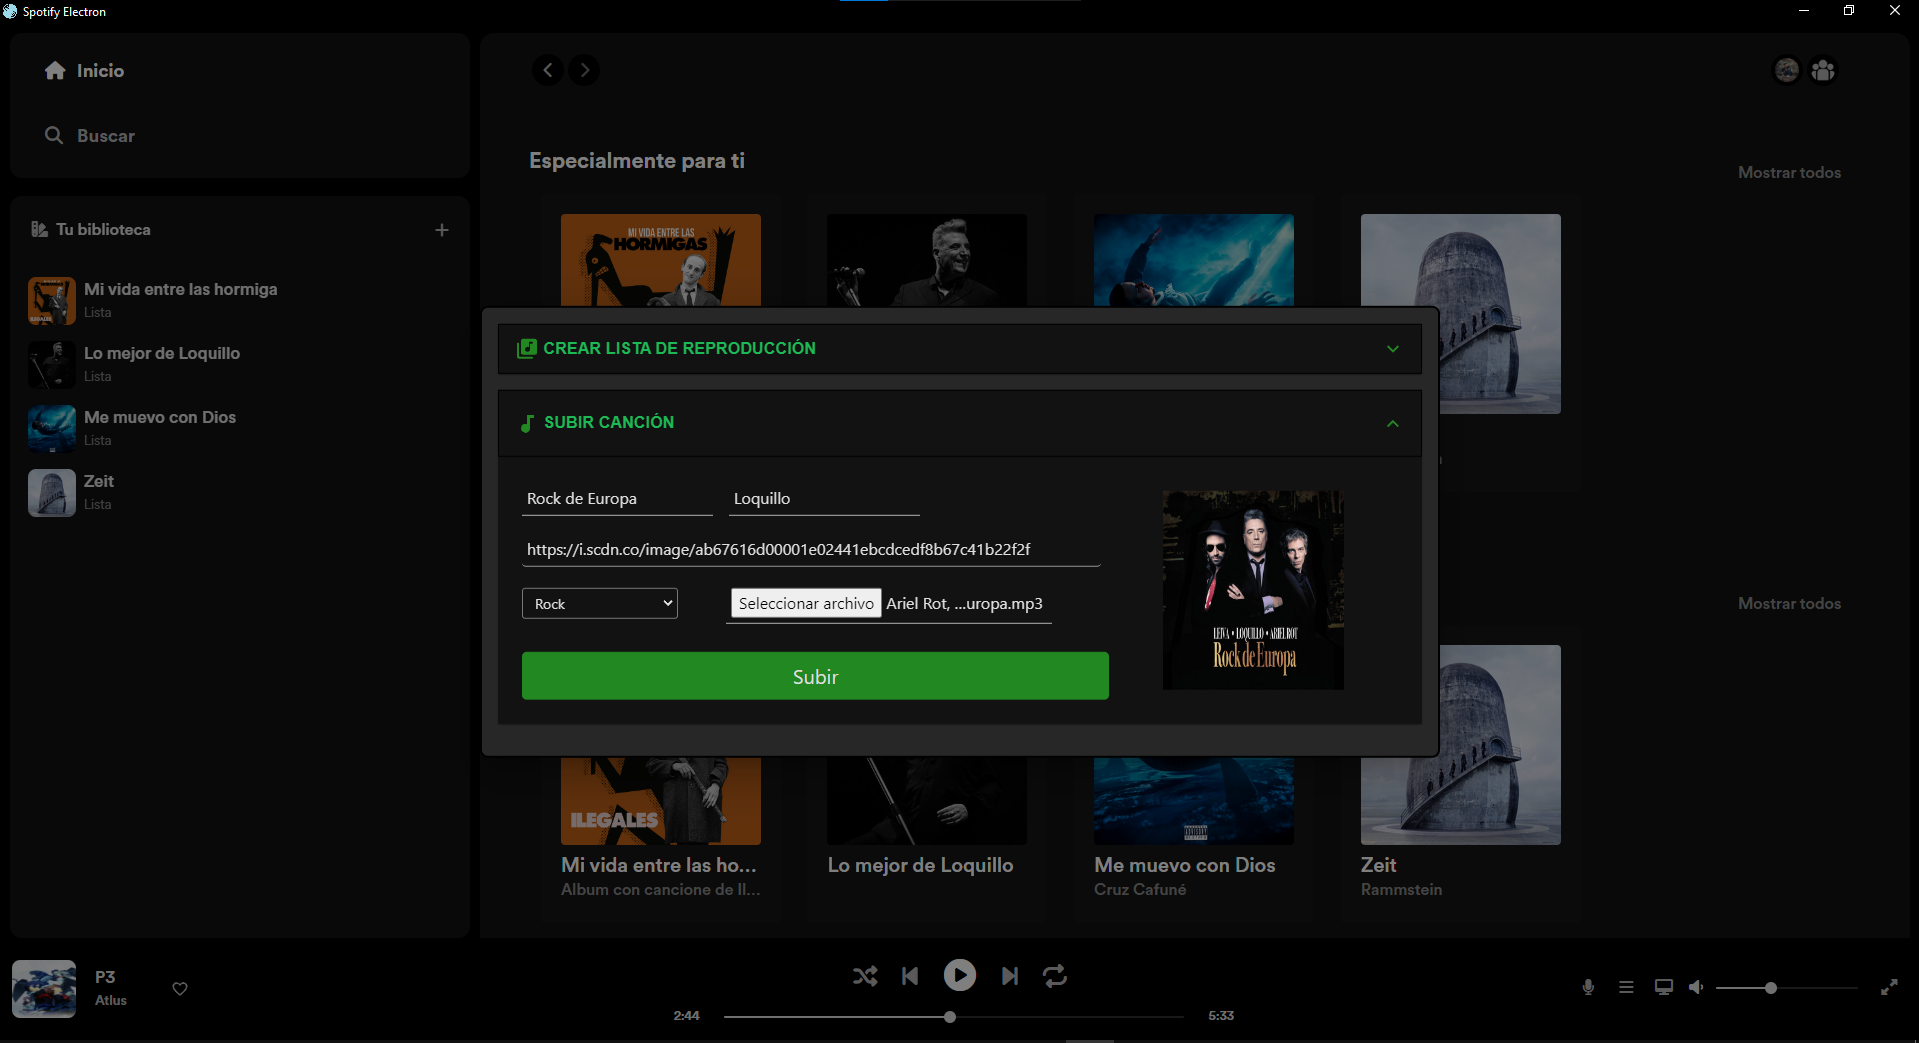 Spotify Electron
Inicio
Buscar
Tu biblioteca
Mi vida entre las hormiga
Lista
Lo mejor de Loquillo
Lista
Me muevo con Dios
Lista
Zeit
Lista
Especialmente para ti
Mostrar todos
MI VIDA ENTRE LAS
HORMIGAS
CREAR LISTA DE REPRODUCCIÓN
SUBIR CANCIÓN
Rock de Europa
Loquillo
https://i.scdn.co/image/ab67616d00001e02441ebcdcedf8b67c41b22f2f
Rock
Seleccionar archivo Ariel Rot, ...uropa.mp3
Subir
LEIVA • LOQUILLO • ARIEL ROT
Rock de Europa
Mostrar todos
ILEGALES
Mi vida entre las ho...
Album con cancione de Il...
Lo mejor de Loquillo
Me muevo con Dios
Cruz Cafuné
Zeit
Rammstein
P3
Atlus
2:44
5:33